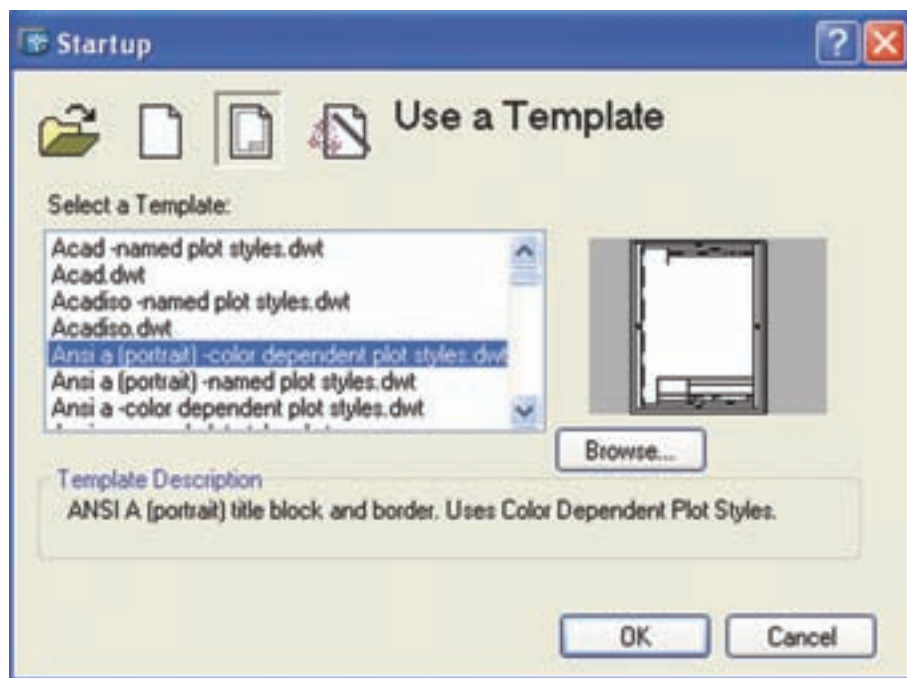 Startup
Use a Template
Select a Template:
Acad -named plot styles.dwt
Acad.dwt
Acadiso -named plot styles.dwt
Acadiso.dwt
Ansi a (portrait) -color dependent plot styles.dwt
Ansi a (portrait) -named plot styles.dwt
Ansi a -color dependent plot styles.dwt
Browse...
Template Description
ANSI A (portrait) title block and border. Uses Color Dependent Plot Styles.
OK
Cancel